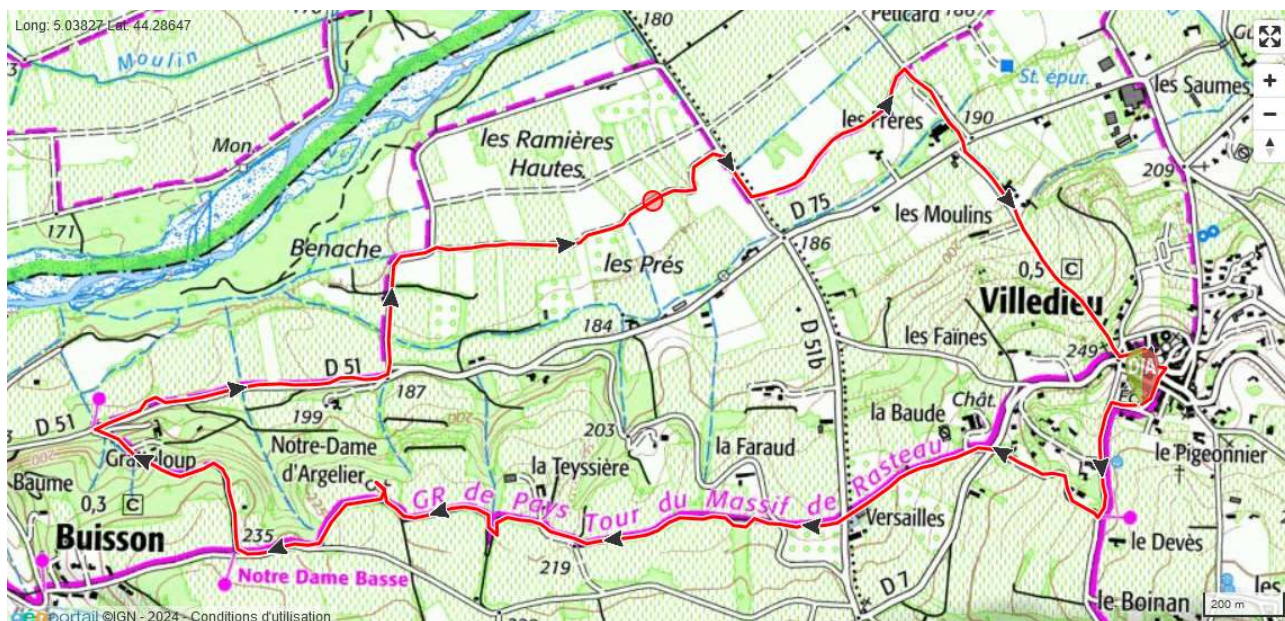 Long: 5.03827 Lat: 44.28647
Moulin
180
Peticard
St. épur.
les Saumes
Mon.
les Ramières
Hautes
les Frères
190
209
171
D 75
les Moulins
Benache
les Prés
186
0,5 C
Villedieu
184
D 51b
les Faïnes
249
D A
D 51
187
Chât.
D 51
199
203
la Baude
Notre-Dame
d'Argelier
la Teyssière
la Faraud
le Pigeonnier
Baume
0,3 C
GR de Pays Tour du Massif de Rasteau
Versailles
Buisson
235
219
le Devès
Notre Dame Basse
D 7
le Boinan
les
200 m
géoportail ©IGN - 2024 - Conditions d'utilisation